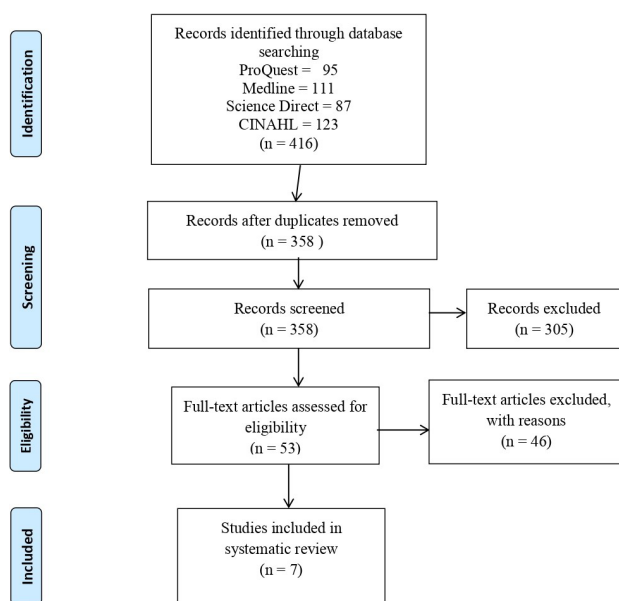 Identification
Records identified through database
searching
ProQuest = 95
Medline = 111
Science Direct = 87
CINAHL = 123
(n = 416)
Screening
Records after duplicates removed
(n = 358 )
Records screened
(n = 358)
Records excluded
(n = 305)
Eligibility
Full-text articles assessed for
eligibility
(n = 53)
Full-text articles excluded,
with reasons
(n = 46)
Included
Studies included in
systematic review
(n = 7)